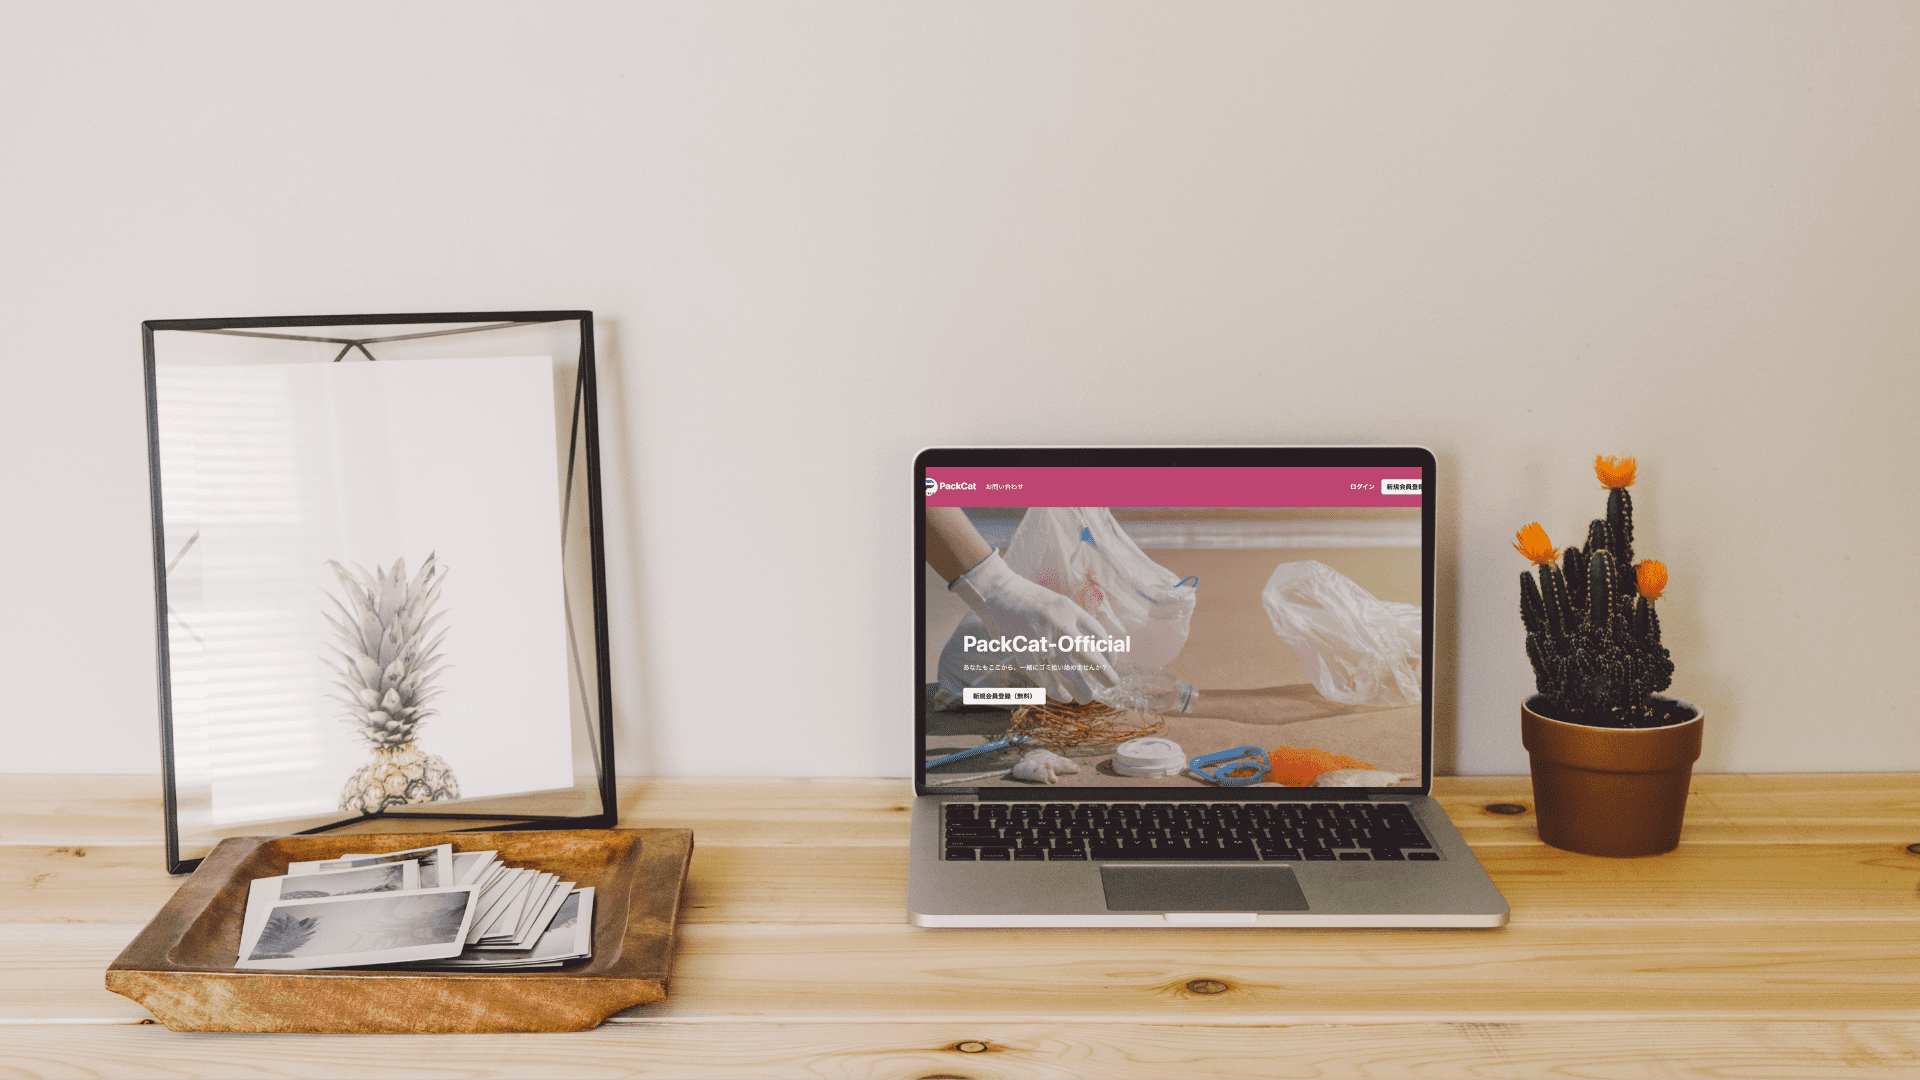 PackCat お問い合わせ ログイン 新規会員登録
PackCat-Official
あなたもここから、一緒にゴミ拾い始めませんか？
新規会員登録（無料）